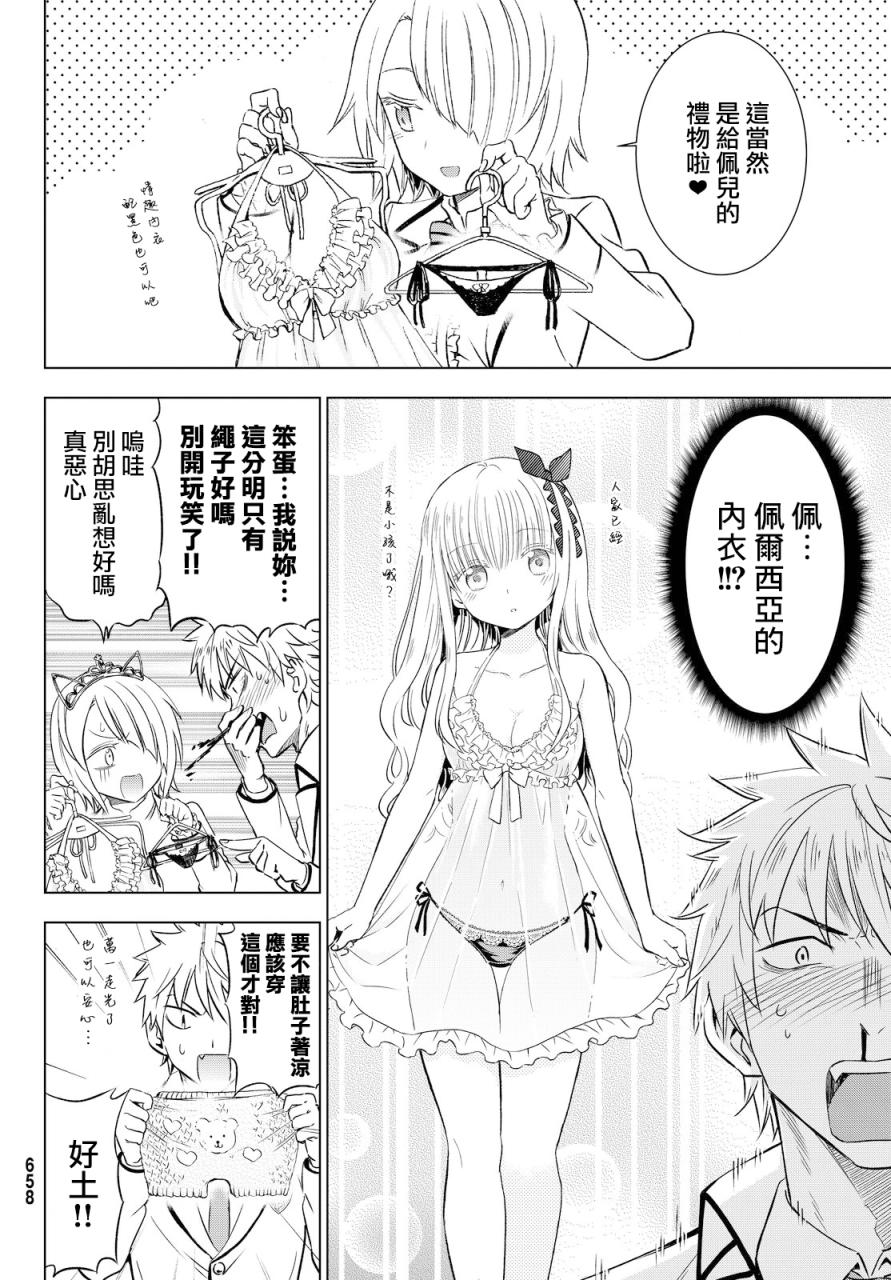 這當然
是給佩兒的
禮物啦♥
情趣內衣
配黑色也可以吧
佩…
佩爾西亞的
內衣!!?
人家已經
不是小孩了哦？
笨蛋…我説妳…
這分明只有
繩子好嗎
別開玩笑了!!
嗚哇
別胡思亂想好嗎
真惡心
要不讓肚子著涼
應該穿
這個才對!!
萬一走光了
也可以安心…
好土!!
658